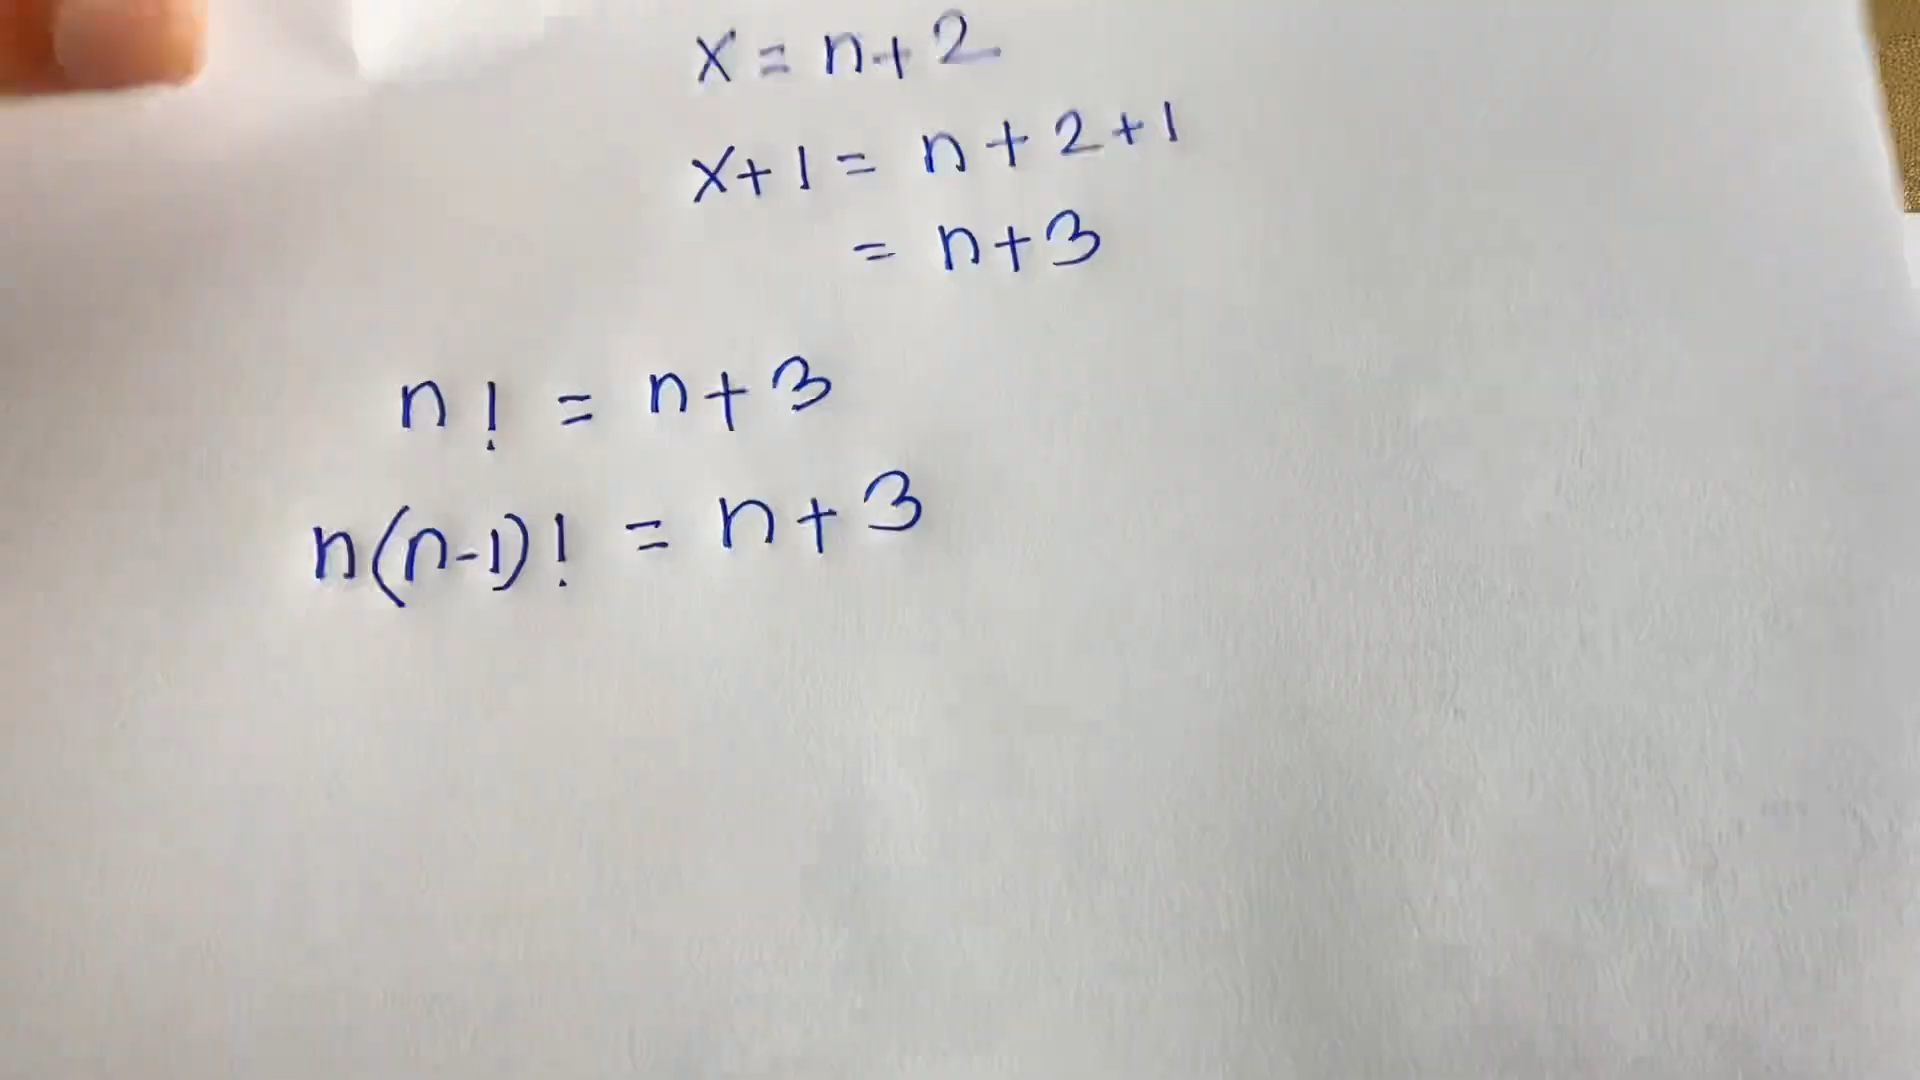 x = n+2
x+1 = n+2+1
= n+3
n! = n+3
n(n-1)! = n+3